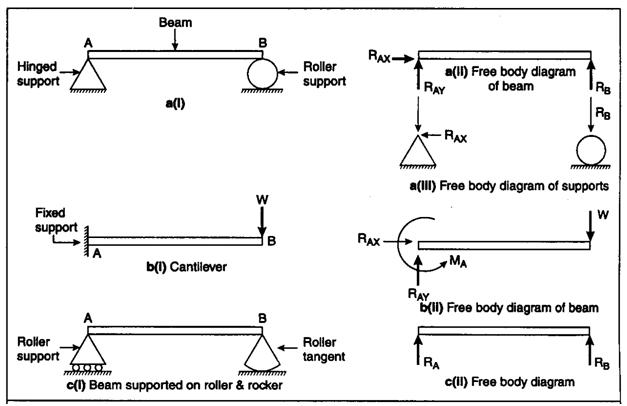 Beam
A
B
Hinged
support
Roller
support
a(I)
R_AX
R_AY
a(II) Free body diagram
of beam
R_B
R_B
R_AX
a(III) Free body diagram of supports
Fixed
support
W
A
B
b(I) Cantilever
W
R_AX
M_A
R_AY
b(II) Free body diagram of beam
A
B
Roller
support
Roller
tangent
c(I) Beam supported on roller & rocker
R_A
R_B
c(II) Free body diagram